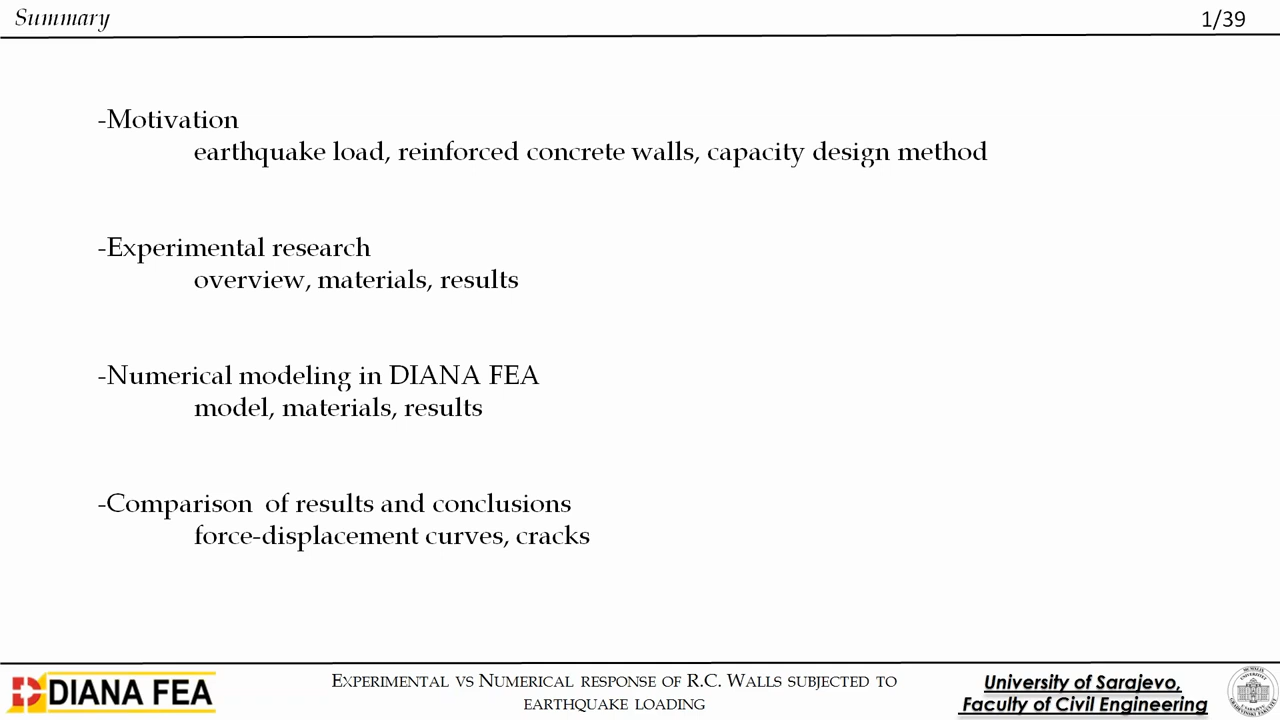 Summary
1/39
-Motivation
earthquake load, reinforced concrete walls, capacity design method
-Experimental research
overview, materials, results
-Numerical modeling in DIANA FEA
model, materials, results
-Comparison  of results and conclusions
force-displacement curves, cracks
DIANA FEA
EXPERIMENTAL VS NUMERICAL RESPONSE OF R.C. WALLS SUBJECTED TO
EARTHQUAKE LOADING
University of Sarajevo,
Faculty of Civil Engineering